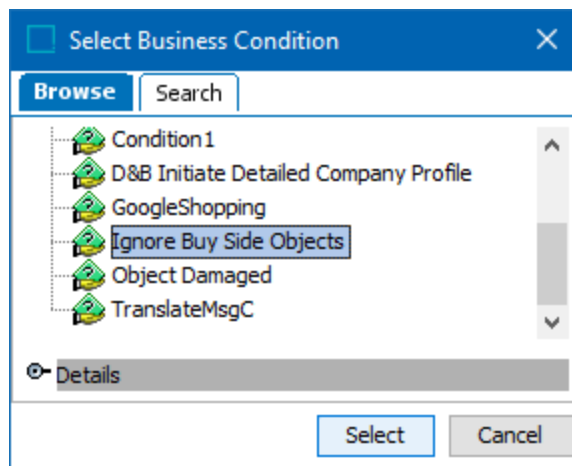 Select Business Condition
Browse Search
Condition1
D&B Initiate Detailed Company Profile
GoogleShopping
Ignore Buy Side Objects
Object Damaged
TranslateMsgC
Details
Select Cancel